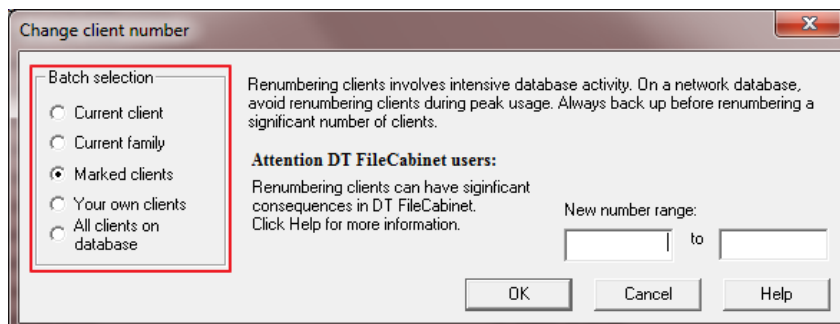 Change client number
Batch selection
Current client
Current family
Marked clients
Your own clients
All clients on
database
Renumbering clients involves intensive database activity. On a network database,
avoid renumbering clients during peak usage. Always back up before renumbering a
significant number of clients.
Attention DT FileCabinet users:
Renumbering clients can have siginficant
consequences in DT FileCabinet.
Click Help for more information.
New number range:
to
OK
Cancel
Help